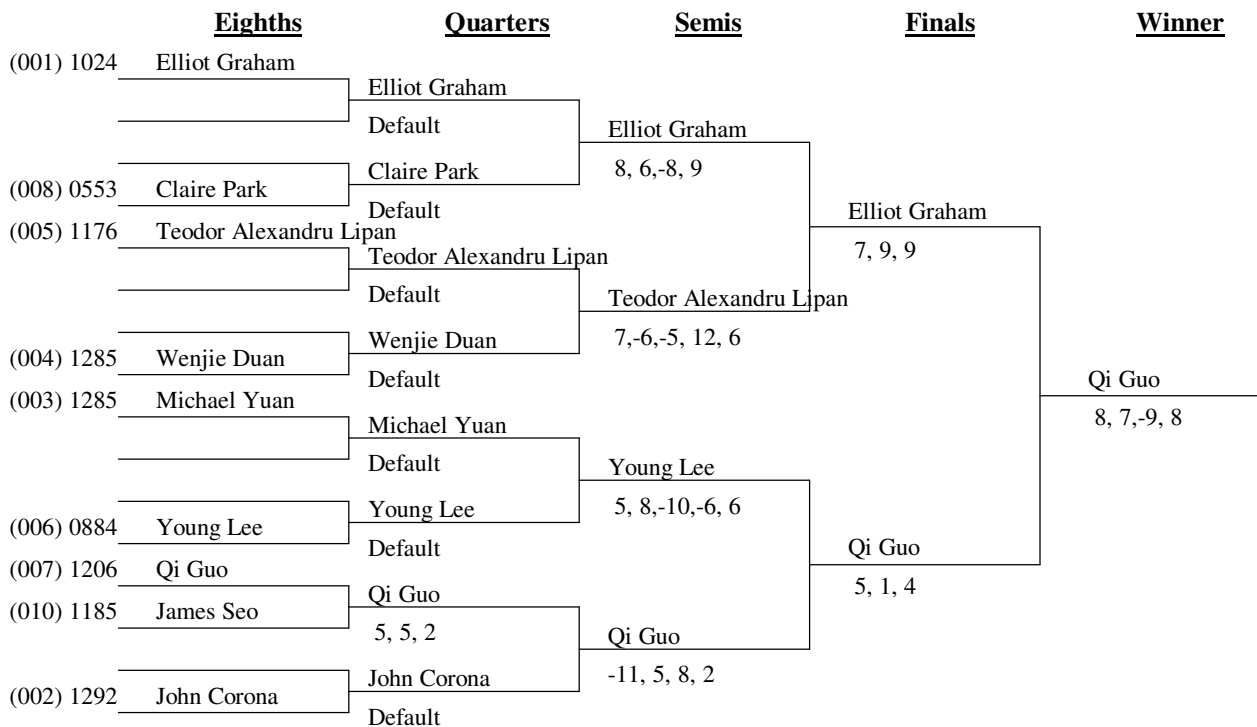 Eighths Quarters Semis Finals Winner
(001) 1024 Elliot Graham
Elliot Graham
Default
Elliot Graham
8, 6,-8, 9
(008) 0553 Claire Park
Claire Park
Default
Elliot Graham
7, 9, 9
(005) 1176 Teodor Alexandru Lipan
Teodor Alexandru Lipan
Default
Teodor Alexandru Lipan
7,-6,-5, 12, 6
(004) 1285 Wenjie Duan
Wenjie Duan
Default
Qi Guo
8, 7,-9, 8
(003) 1285 Michael Yuan
Michael Yuan
Default
Young Lee
5, 8,-10,-6, 6
(006) 0884 Young Lee
Young Lee
Default
Qi Guo
5, 1, 4
(007) 1206 Qi Guo
(010) 1185 James Seo
Qi Guo
5, 5, 2
Qi Guo
-11, 5, 8, 2
(002) 1292 John Corona
John Corona
Default